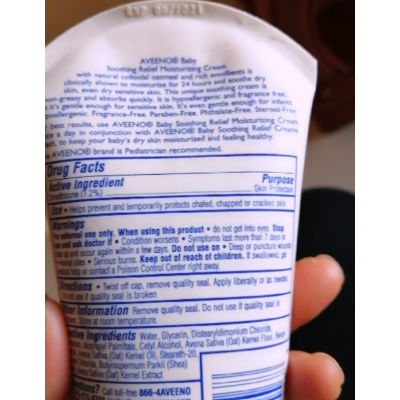 AVEENO® Baby
Soothing Relief Moisturizing Cream
with natural colloidal oatmeal and rich emollients is
clinically shown to moisturize for 24 hours and soothe dry
skin, even dry sensitive skin. This unique soothing cream is
non-greasy and absorbs quickly. It is hypoallergenic and fragrance free.
it's gentle enough for sensitive skin. It's even gentle enough for infants
Hypoallergenic. Fragrance-Free. Paraben-Free. Phthalate-Free. Steroid-Free.
best results, use AVEENO® Baby Soothing Relief Moisturizing Cream
a day in conjunction with AVEENO® Baby Soothing Relief Creamy
to keep your baby's dry skin moisturized and feeling healthy.
AVEENO® brand is Pediatrician recommended.
Drug Facts
Active Ingredient Purpose
(1.2%) Skin Protectant
Use • Helps prevent and temporarily protects chafed, chapped or cracked skin
Warnings
For external use only. When using this product • do not get into eyes. Stop
use and ask doctor if • Condition worsens • Symptoms last more than 7 days or
clear up and occur again within a few days. Do not use on • Deep or puncture wounds
• Animal bites • Serious burns. Keep out of reach of children. If swallowed, get
medical help or contact a Poison Control Center right away.
Directions • Twist off cap, remove quality seal. Apply liberally or as needed.
Do not use if quality seal is broken
Other Information Remove quality seal. Do not use if quality seal is
Store at room temperature.
Inactive Ingredients Water, Glycerin, Distearyldimonium Chloride,
Isopropyl Palmitate, Cetyl Alcohol, Avena Sativa (Oat) Kernel Flour,
Avena Sativa (Oat) Kernel Oil, Steareth-20,
Chloride, Butyrospermum Parkii (Shea)
Sativa (Oat) Kernel Extract
Questions? Call toll-free 866-4AVEENO